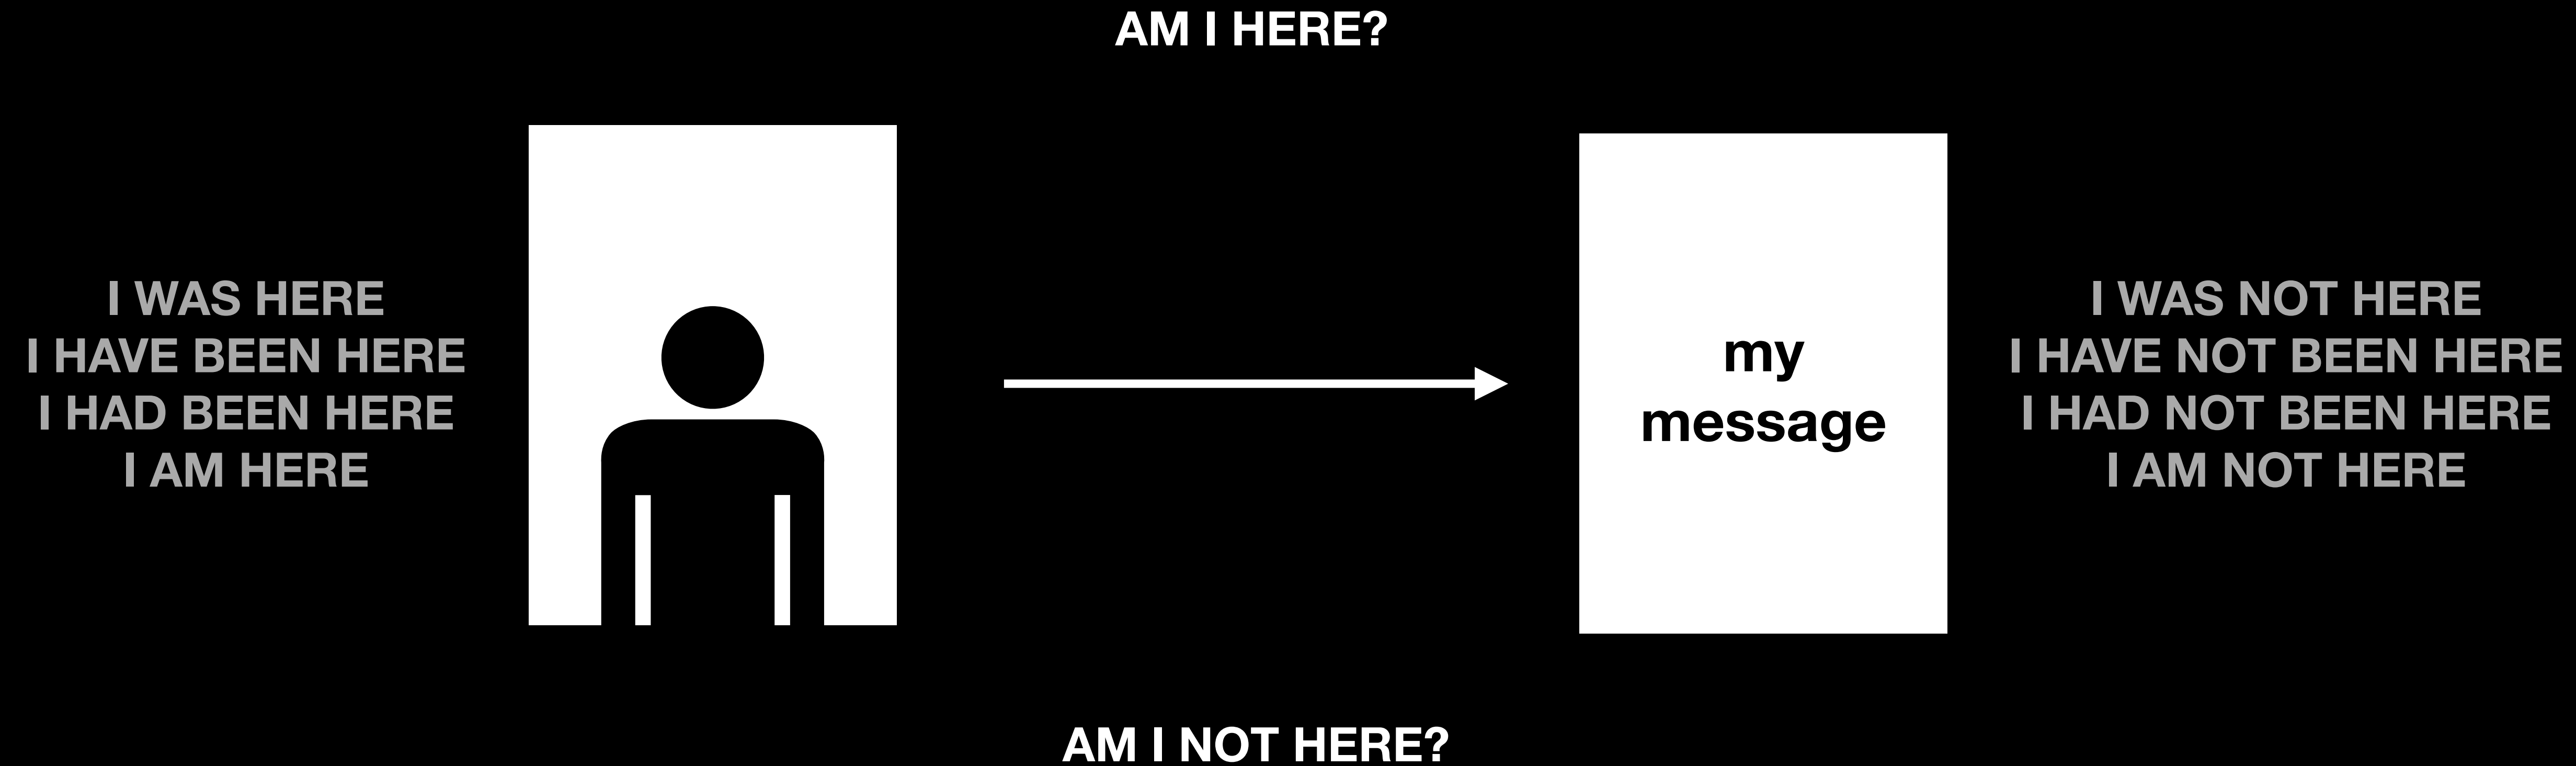 AM I HERE?
I WAS HERE
I HAVE BEEN HERE
I HAD BEEN HERE
I AM HERE
my
message
I WAS NOT HERE
I HAVE NOT BEEN HERE
I HAD NOT BEEN HERE
I AM NOT HERE
AM I NOT HERE?